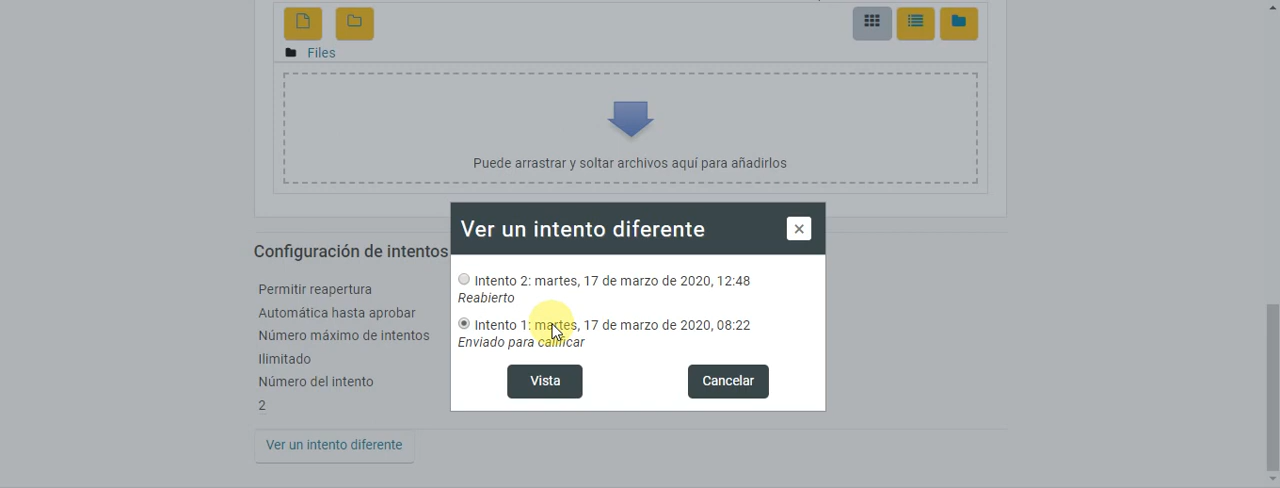 Files
Puede arrastrar y soltar archivos aquí para añadirlos
Configuración de intentos
Permitir reapertura
Automática hasta aprobar
Número máximo de intentos
Ilimitado
Número del intento
2
Ver un intento diferente
Ver un intento diferente
×
Intento 2: martes, 17 de marzo de 2020, 12:48
Reabierto
Intento 1: martes, 17 de marzo de 2020, 08:22
Enviado para calificar
Vista
Cancelar